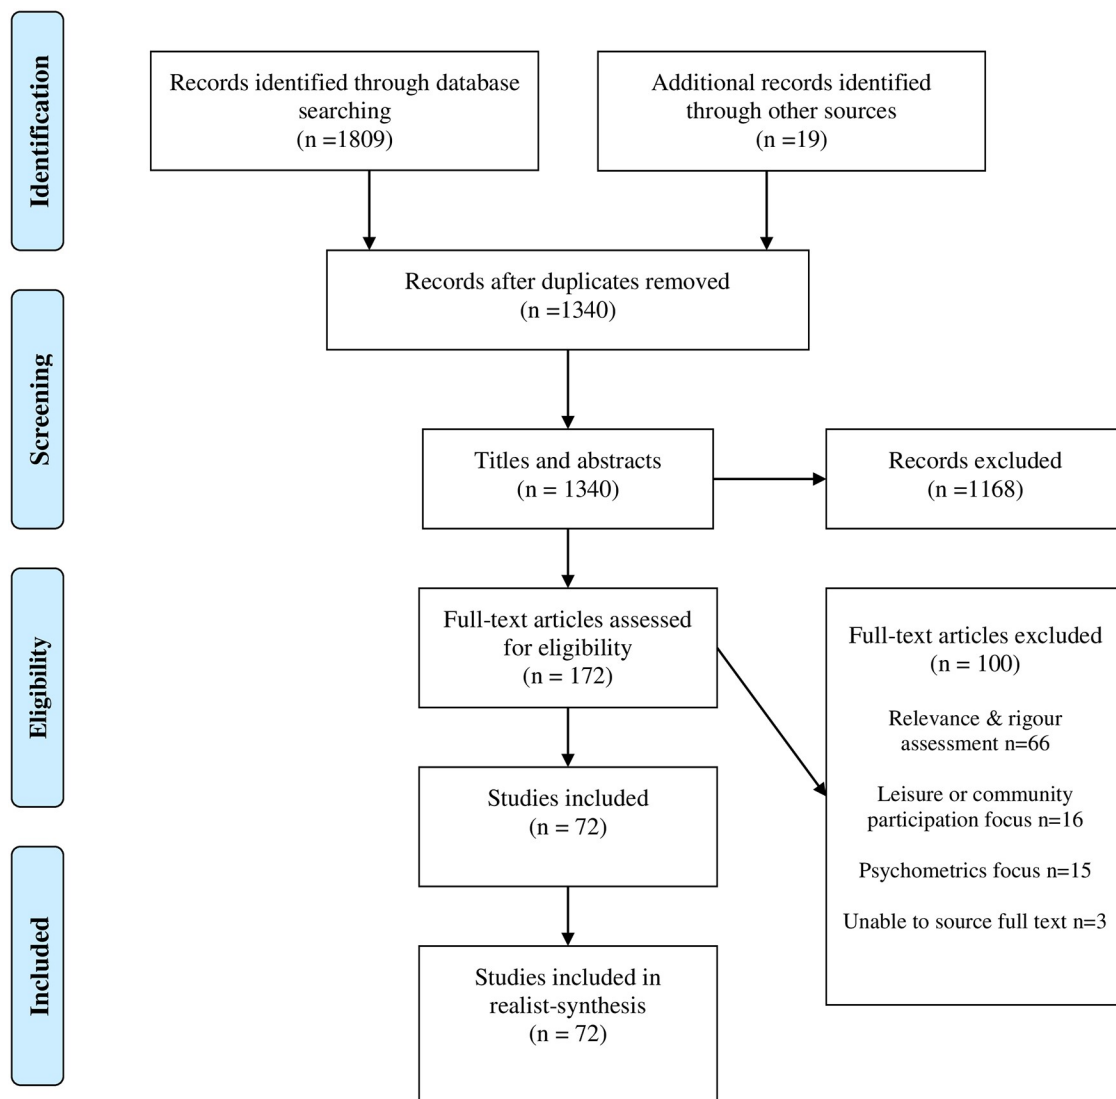 Identification
Records identified through database
searching
(n =1809)
Additional records identified
through other sources
(n =19)
Records after duplicates removed
(n =1340)
Screening
Titles and abstracts
(n = 1340)
Records excluded
(n =1168)
Eligibility
Full-text articles assessed
for eligibility
(n = 172)
Full-text articles excluded
(n = 100)
Relevance & rigour
assessment n=66
Leisure or community
participation focus n=16
Psychometrics focus n=15
Unable to source full text n=3
Studies included
(n = 72)
Included
Studies included in
realist-synthesis
(n = 72)